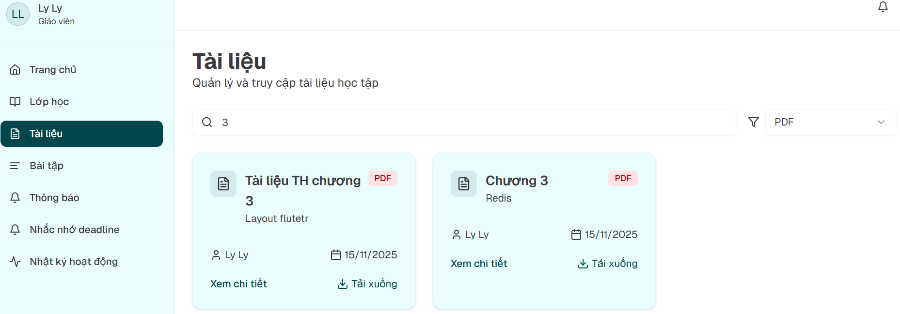 LL
Ly Ly
Giáo viên
Trang chủ
Lớp học
Tài liệu
Bài tập
Thông báo
Nhắc nhở deadline
Nhật ký hoạt động
Tài liệu
Quản lý và truy cập tài liệu học tập
3
PDF
Tài liệu TH chương
3
PDF
Layout flutetr
Ly Ly
15/11/2025
Xem chi tiết
Tải xuống
Chương 3
PDF
Redis
Ly Ly
15/11/2025
Xem chi tiết
Tải xuống